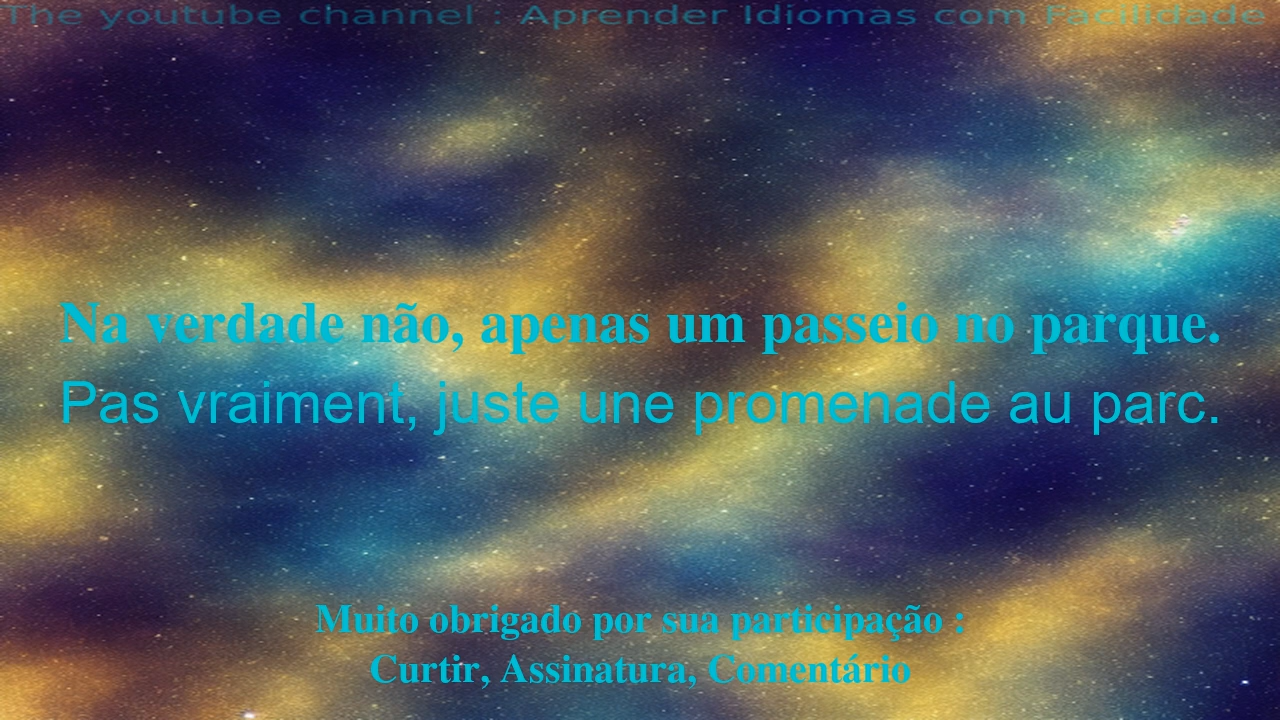 The youtube channel : Aprender Idiomas com Facilidade
Na verdade não, apenas um passeio no parque.
Pas vraiment, juste une promenade au parc.
Muito obrigado por sua participação :
Curtir, Assinatura, Comentário